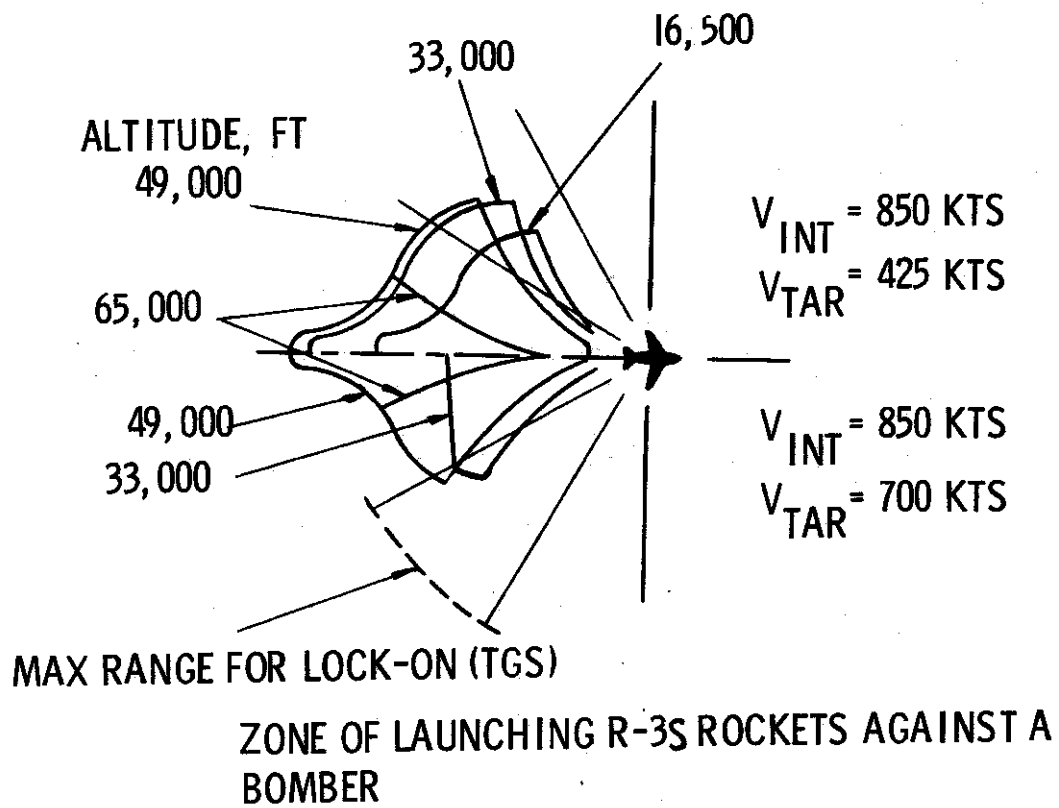 16,500
33,000
ALTITUDE, FT
49,000
V INT = 850 KTS
V TAR = 425 KTS
65,000
49,000
33,000
V INT = 850 KTS
V TAR = 700 KTS
MAX RANGE FOR LOCK-ON (TGS)
ZONE OF LAUNCHING R-3S ROCKETS AGAINST A
BOMBER